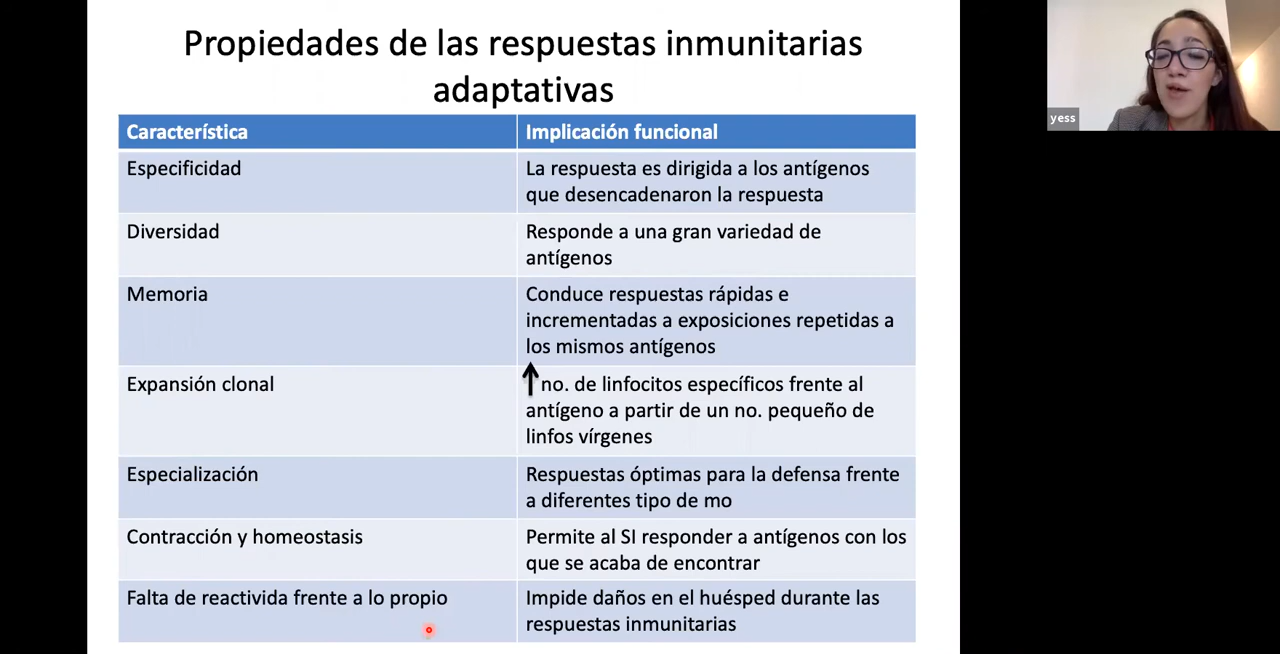 Propiedades de las respuestas inmunitarias
adaptativas
Característica
Implicación funcional
Especificidad
La respuesta es dirigida a los antígenos
que desencadenaron la respuesta
Diversidad
Responde a una gran variedad de
antígenos
Memoria
Conduce respuestas rápidas e
incrementadas a exposiciones repetidas a
los mismos antígenos
Expansión clonal
no. de linfocitos específicos frente al
antígeno a partir de un no. pequeño de
linfos vírgenes
Especialización
Respuestas óptimas para la defensa frente
a diferentes tipo de mo
Contracción y homeostasis
Permite al SI responder a antígenos con los
que se acaba de encontrar
Falta de reactivida frente a lo propio
Impide daños en el huésped durante las
respuestas inmunitarias
yess